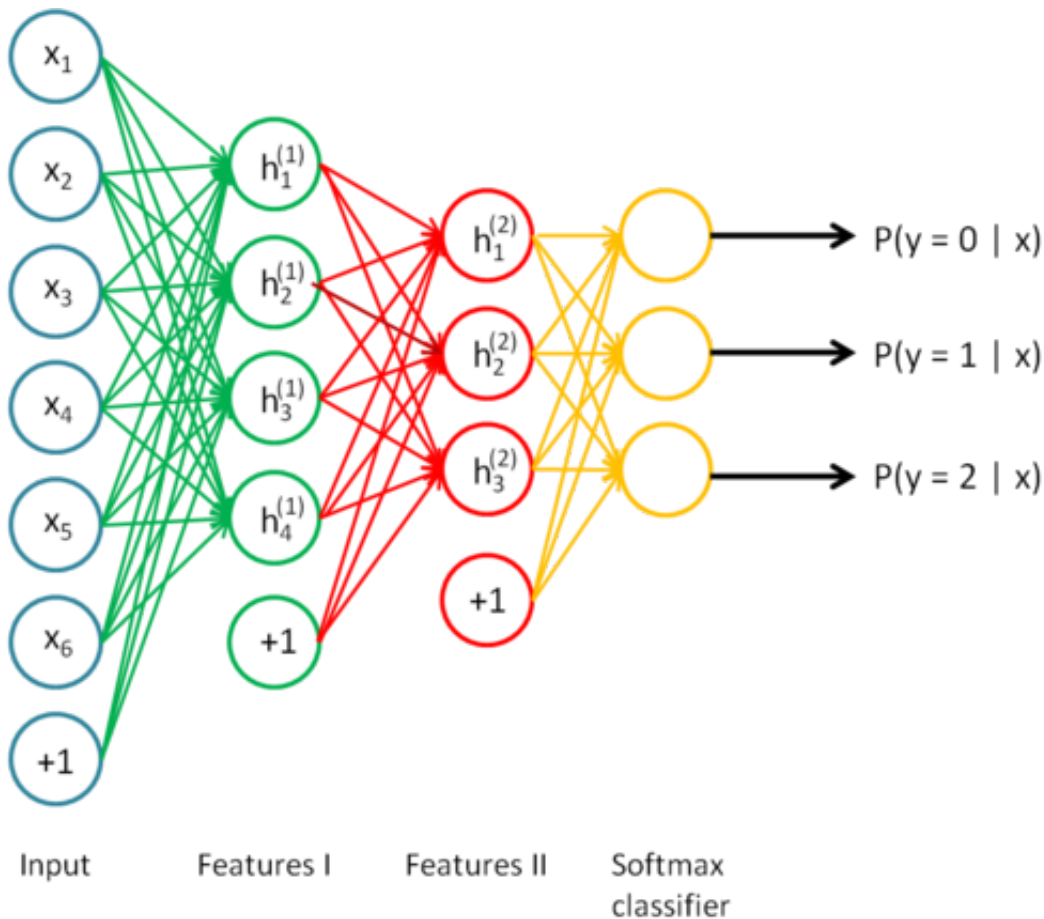 x₁
x₂
x₃
x₄
x₅
x₆
+1
h₁⁽¹⁾
h₂⁽¹⁾
h₃⁽¹⁾
h₄⁽¹⁾
+1
h₁⁽²⁾
h₂⁽²⁾
h₃⁽²⁾
+1
P(y = 0 | x)
P(y = 1 | x)
P(y = 2 | x)
Input
Features I
Features II
Softmax
classifier